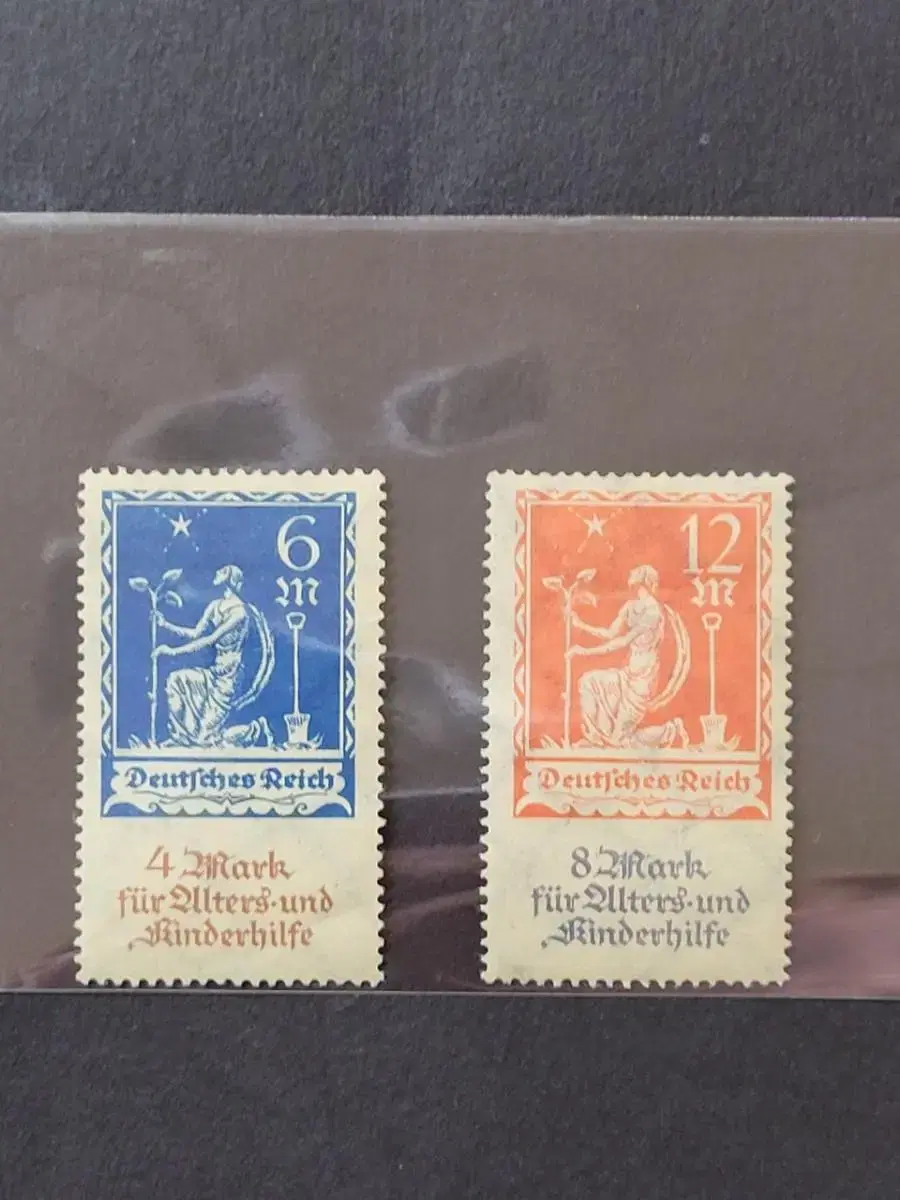 6
M
Deutsches Reich
4 Mark
für Alters- und
Kinderhilfe
12
M
Deutsches Reich
8 Mark
für Alters- und
Kinderhilfe